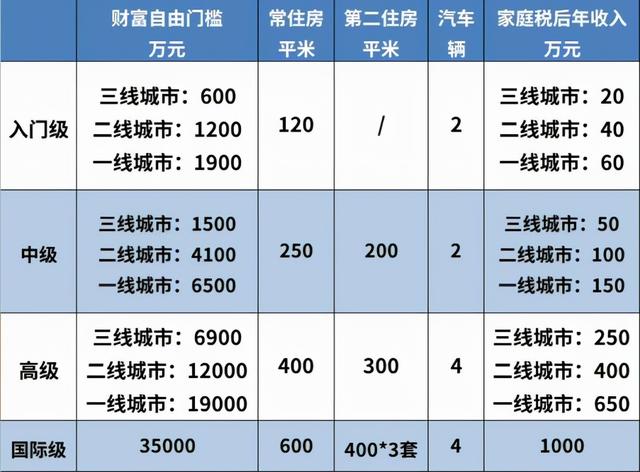 财富自由门槛 常住房 第二住房 汽车 家庭税后年收入
万元 平米 平米 辆 万元
三线城市：600 三线城市：20
入门级 二线城市：1200 120 / 2 二线城市：40
一线城市：1900 一线城市：60
三线城市：1500 三线城市：50
中级 二线城市：4100 250 200 2 二线城市：100
一线城市：6500 一线城市：150
三线城市：6900 三线城市：250
高级 二线城市：12000 400 300 4 二线城市：400
一线城市：19000 一线城市：650
国际级 35000 600 400*3套 4 1000